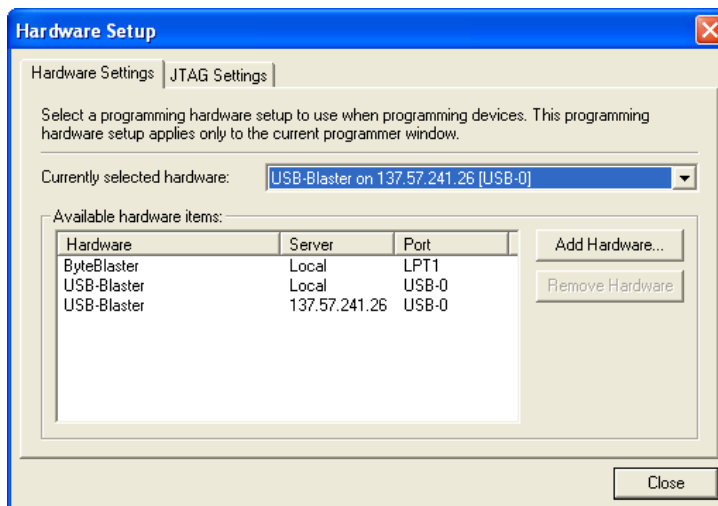 Hardware Setup
Hardware Settings JTAG Settings
Select a programming hardware setup to use when programming devices. This programming
hardware setup applies only to the current programmer window.
Currently selected hardware: USB-Blaster on 137.57.241.26 [USB-0]
Available hardware items:
Hardware Server Port
ByteBlaster Local LPT1
USB-Blaster Local USB-0
USB-Blaster 137.57.241.26 USB-0
Add Hardware...
Remove Hardware
Close